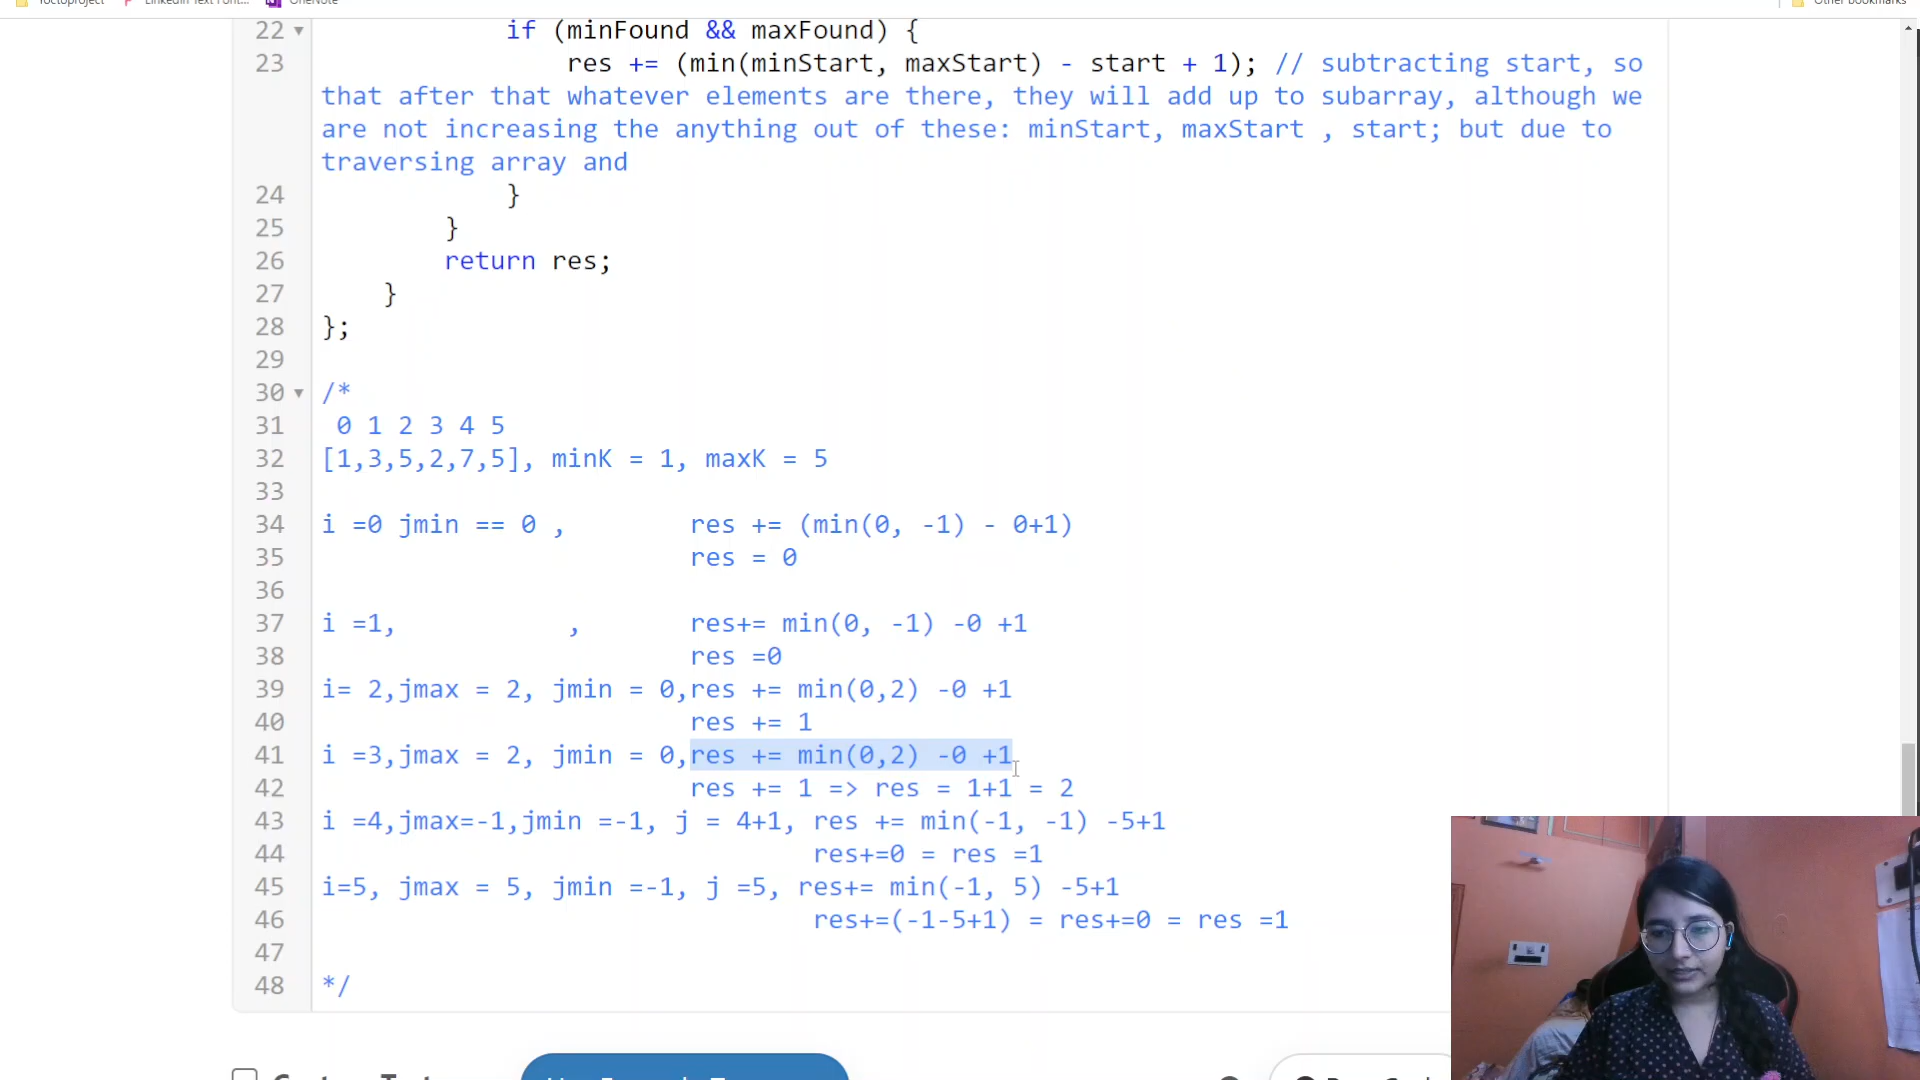 Yoctoproject LinkedIn Text Font... OneNote Other bookmarks
22 if (minFound && maxFound) {
23 res += (min(minStart, maxStart) - start + 1); // subtracting start, so
that after that whatever elements are there, they will add up to subarray, although we
are not increasing the anything out of these: minStart, maxStart , start; but due to
traversing array and
24 }
25 }
26 return res;
27 }
28 };
29
30 /*
31 0 1 2 3 4 5
32 [1,3,5,2,7,5], minK = 1, maxK = 5
33
34 i =0 jmin == 0 , res += (min(0, -1) - 0+1)
35 res = 0
36
37 i =1, , res+= min(0, -1) -0 +1
38 res =0
39 i= 2,jmax = 2, jmin = 0,res += min(0,2) -0 +1
40 res += 1
41 i =3,jmax = 2, jmin = 0,res += min(0,2) -0 +1
42 res += 1 => res = 1+1 = 2
43 i =4,jmax=-1,jmin =-1, j = 4+1, res += min(-1, -1) -5+1
44 res+=0 = res =1
45 i=5, jmax = 5, jmin =-1, j =5, res+= min(-1, 5) -5+1
46 res+=(-1-5+1) = res+=0 = res =1
47
48 */